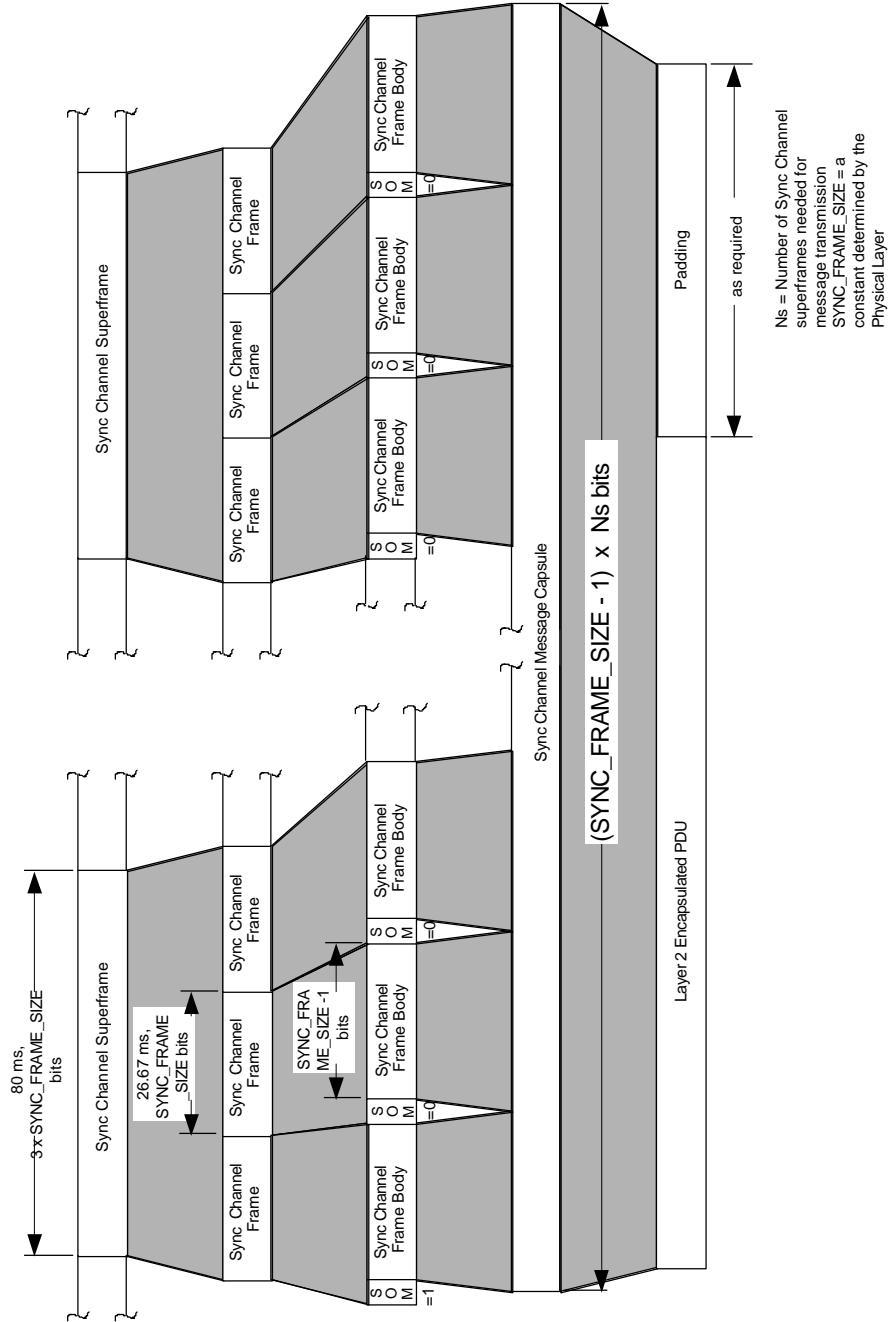 80 ms,
3 x SYNC_FRAME_SIZE
bits
Sync Channel Superframe
Sync Channel Superframe
26.67 ms,
SYNC_FRAME
_SIZE bits
Sync Channel
Frame
Sync Channel
Frame
Sync Channel
Frame
Sync Channel
Frame
Sync Channel
Frame
Sync Channel
Frame
SYNC_FRA
ME_SIZE -1
bits
S
O
M
=1
Sync Channel
Frame Body
S
O
M
=0
Sync Channel
Frame Body
S
O
M
=0
Sync Channel
Frame Body
S
O
M
=0
Sync Channel
Frame Body
S
O
M
=0
Sync Channel
Frame Body
S
O
M
=0
Sync Channel
Frame Body
Sync Channel Message Capsule
(SYNC_FRAME_SIZE - 1) x Ns bits
Layer 2 Encapsulated PDU
Padding
as required
Ns = Number of Sync Channel
superframes needed for
message transmission
SYNC_FRAME_SIZE = a
constant determined by the
Physical Layer